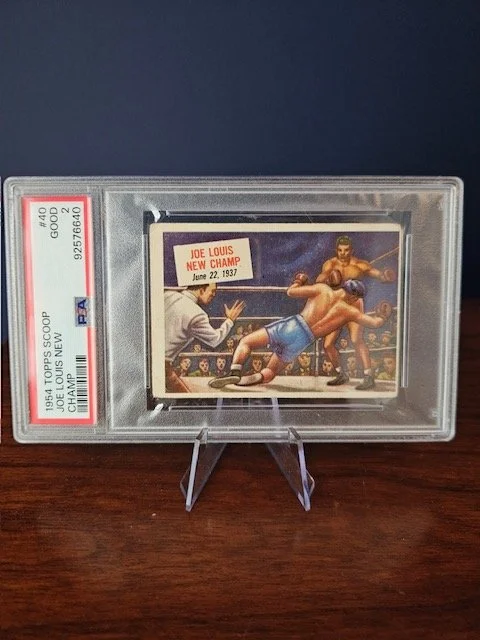 1954 TOPPS SCOOP
JOE LOUIS NEW
CHAMP
#40
GOOD
2
92576640
PSA
JOE LOUIS
NEW CHAMP
June 22, 1937